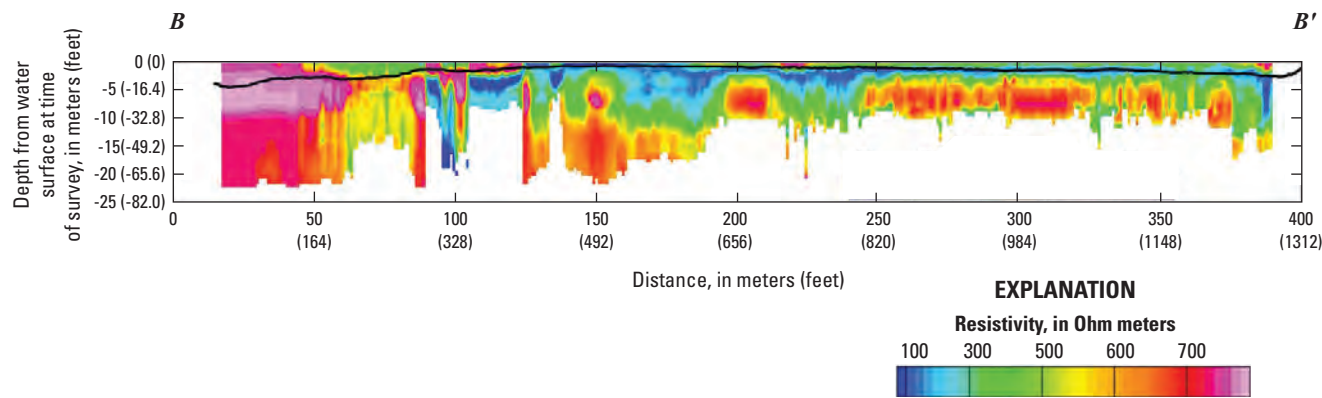 B B'
Depth from water
surface at time
of survey, in meters (feet)
0 (0)
-5 (-16.4)
-10 (-32.8)
-15(-49.2)
-20 (-65.6)
-25 (-82.0)
0 50 100 150 200 250 300 350 400
(164) (328) (492) (656) (820) (984) (1148) (1312)
Distance, in meters (feet)
EXPLANATION
Resistivity, in Ohm meters
100 300 500 600 700